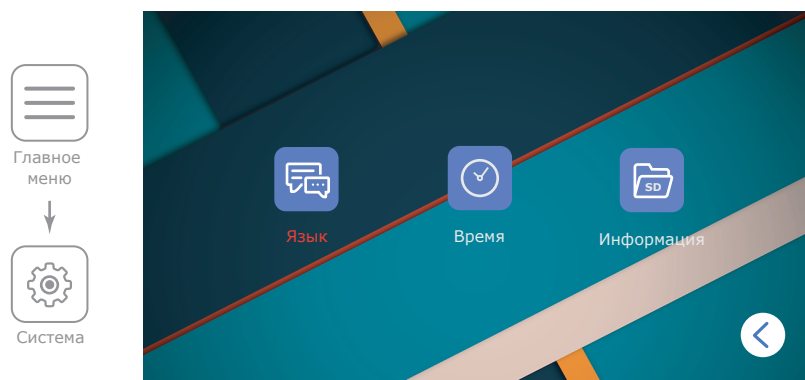 Главное
меню
Система
Язык
Время
SD
Информация